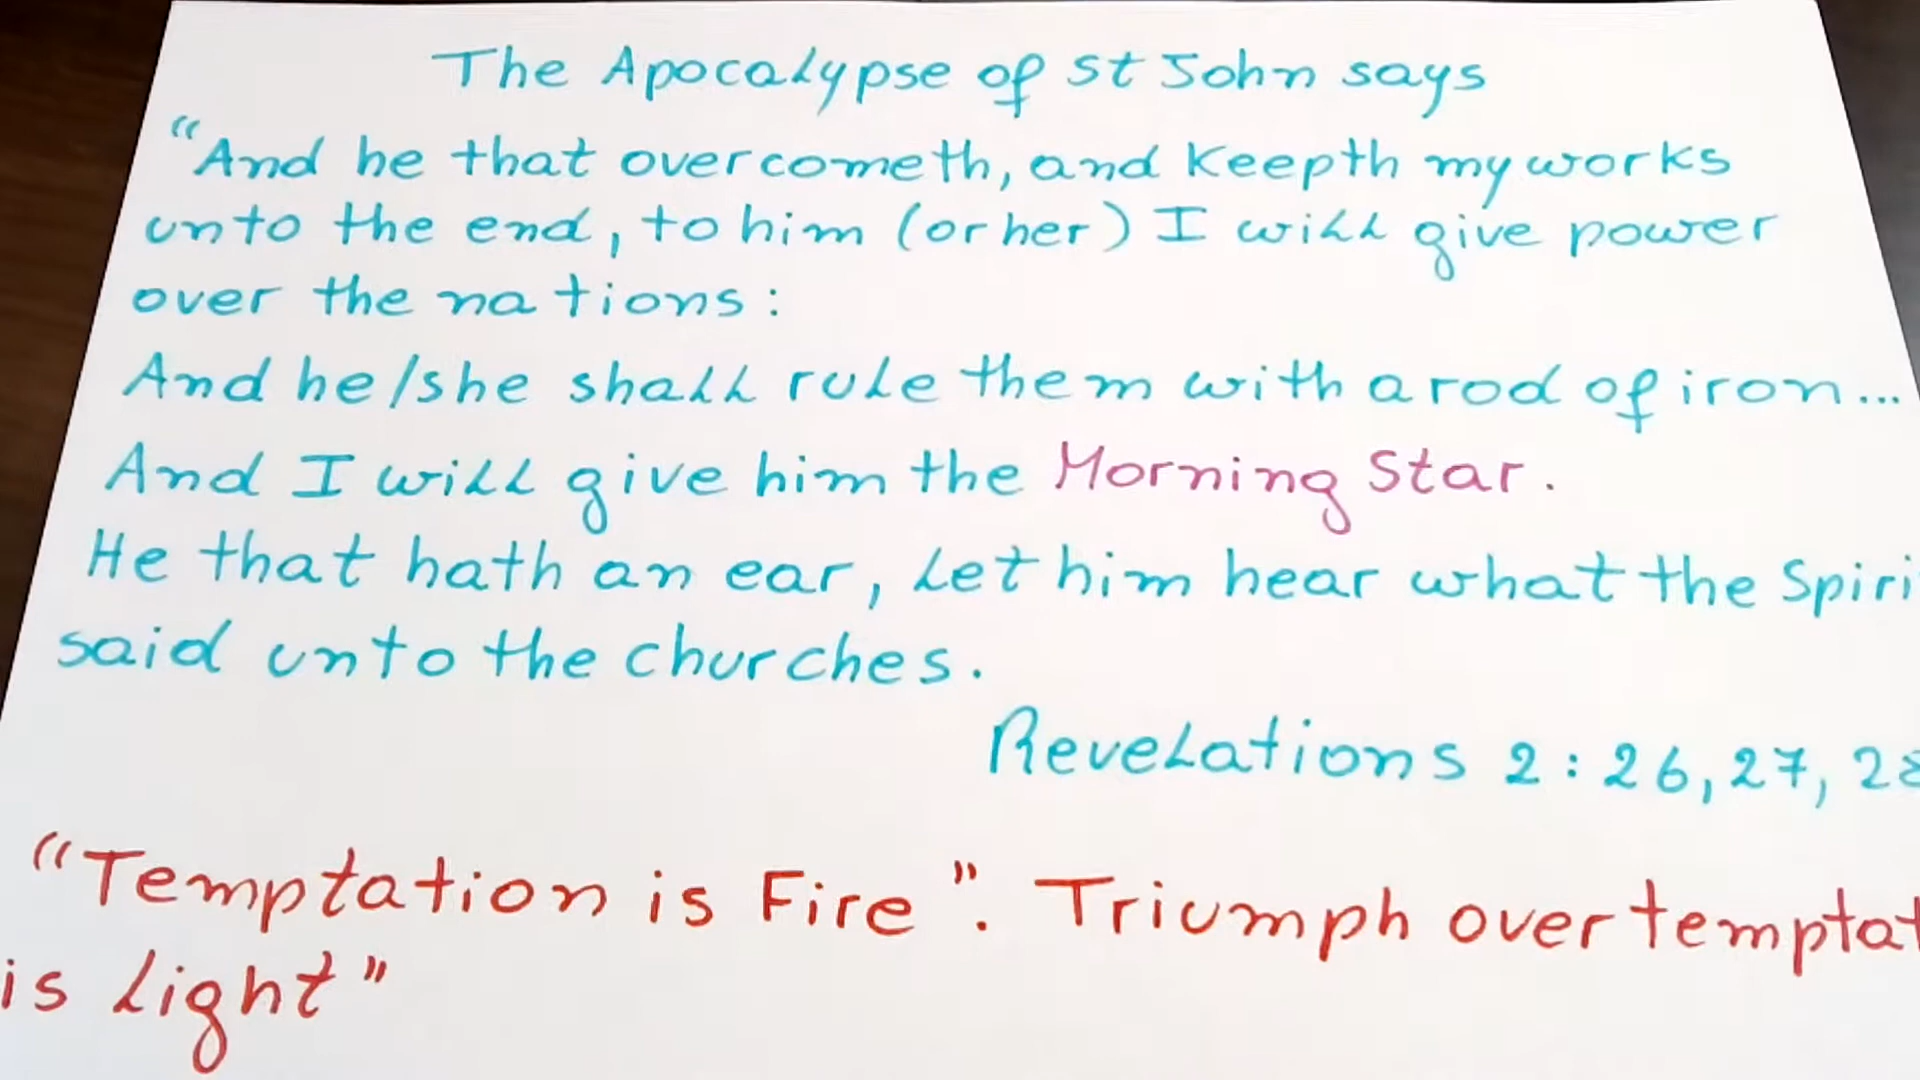 The Apocalypse of St John says
“And he that overcometh, and Keepth my works
unto the end, to him (or her) I will give power
over the nations:
And he/she shall rule them with a rod of iron...
And I will give him the Morning Star.
He that hath an ear, Let him hear what the Spiri
said unto the churches.
Revelations 2:26,27,28
“Temptation is Fire”. Triumph over temptat
is Light”